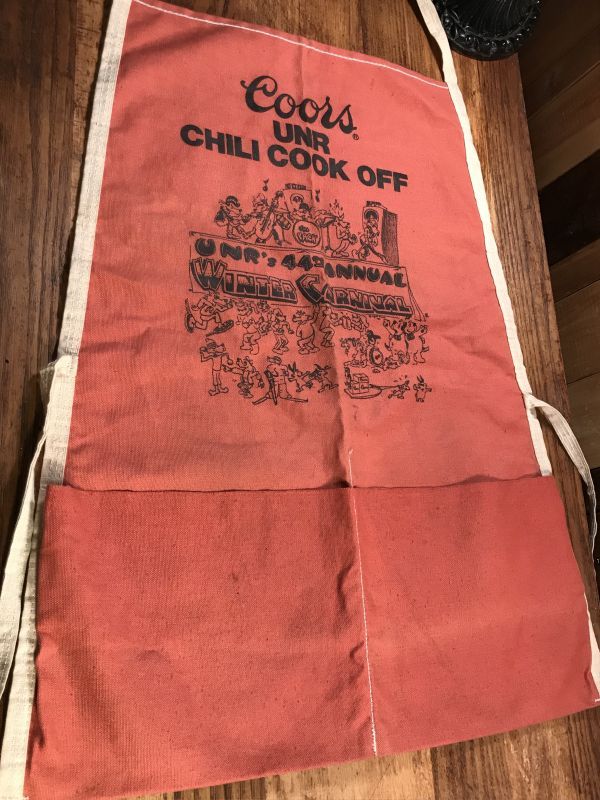 Coors®
UNR
CHILI COOK OFF
UNR's 44th ANNUAL
WINTER CARNIVAL